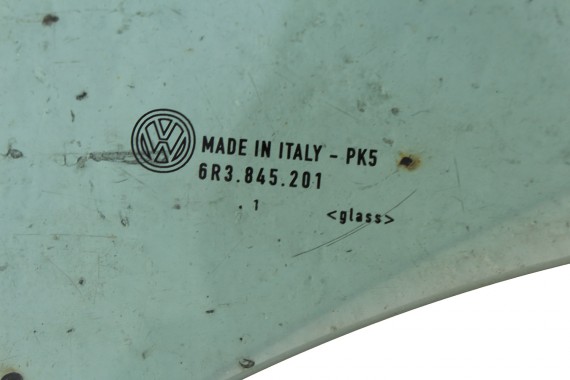 MADE IN ITALY - PK5
6R3.845.201
. 1
<glass>